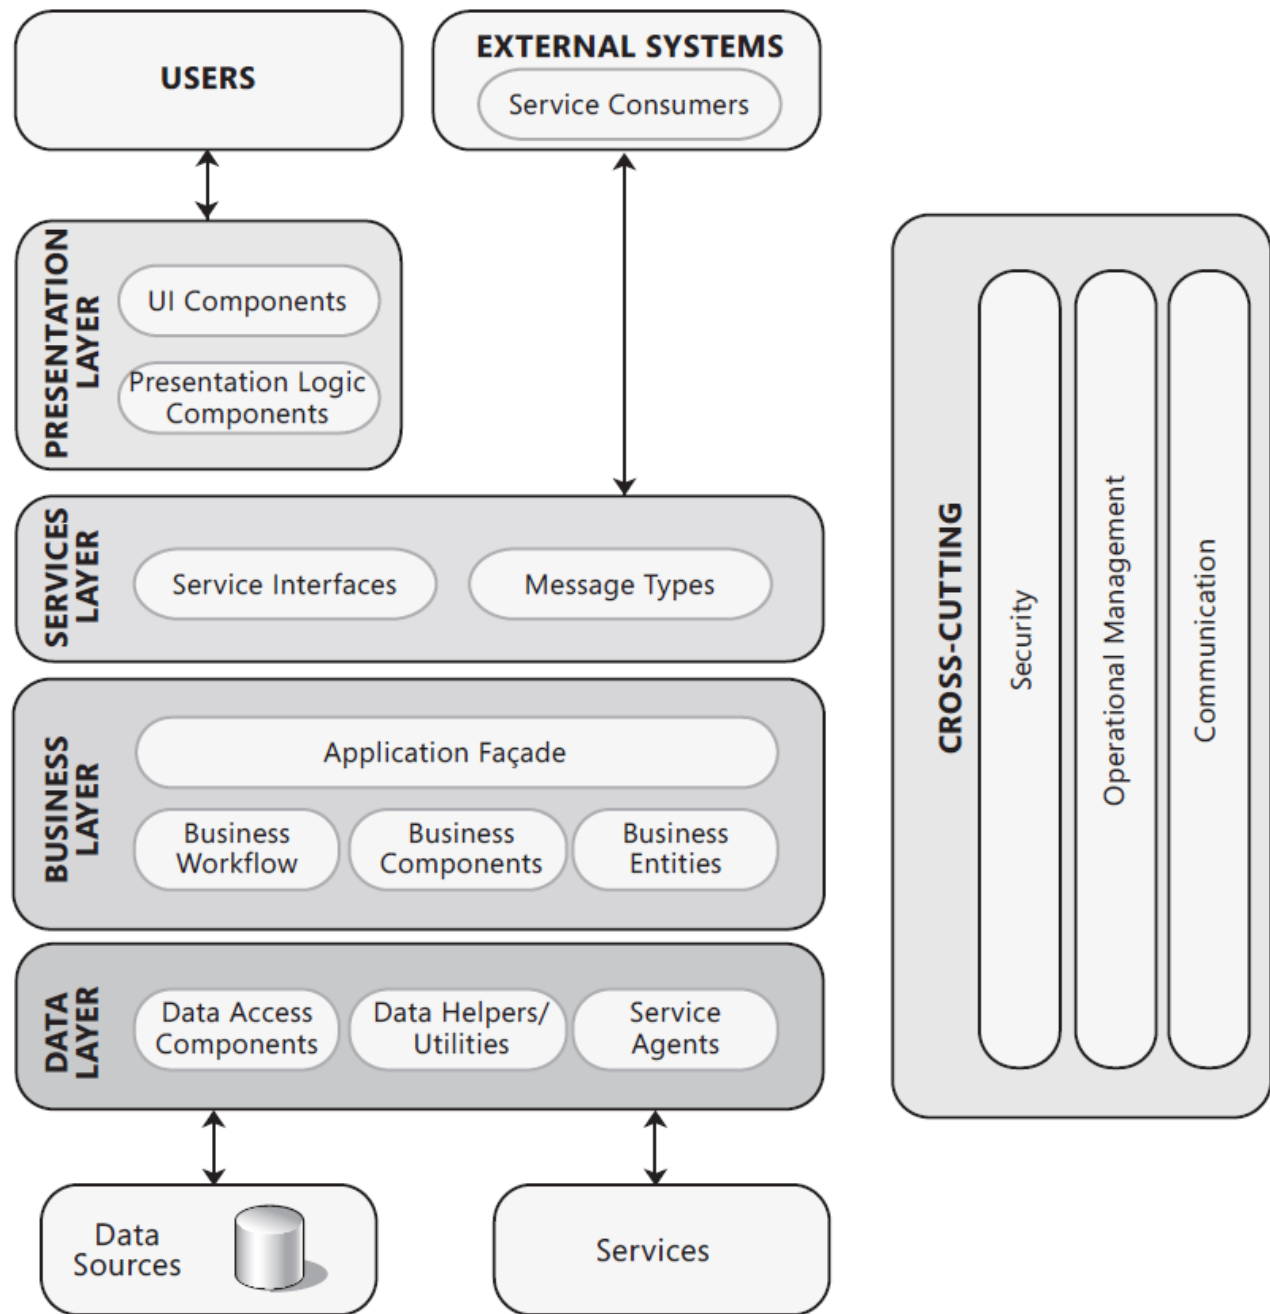 USERS
EXTERNAL SYSTEMS
Service Consumers
PRESENTATION
LAYER
UI Components
Presentation Logic
Components
SERVICES
LAYER
Service Interfaces
Message Types
BUSINESS
LAYER
Application Façade
Business
Workflow
Business
Components
Business
Entities
DATA
LAYER
Data Access
Components
Data Helpers/
Utilities
Service
Agents
Data
Sources
Services
CROSS-CUTTING
Security
Operational Management
Communication